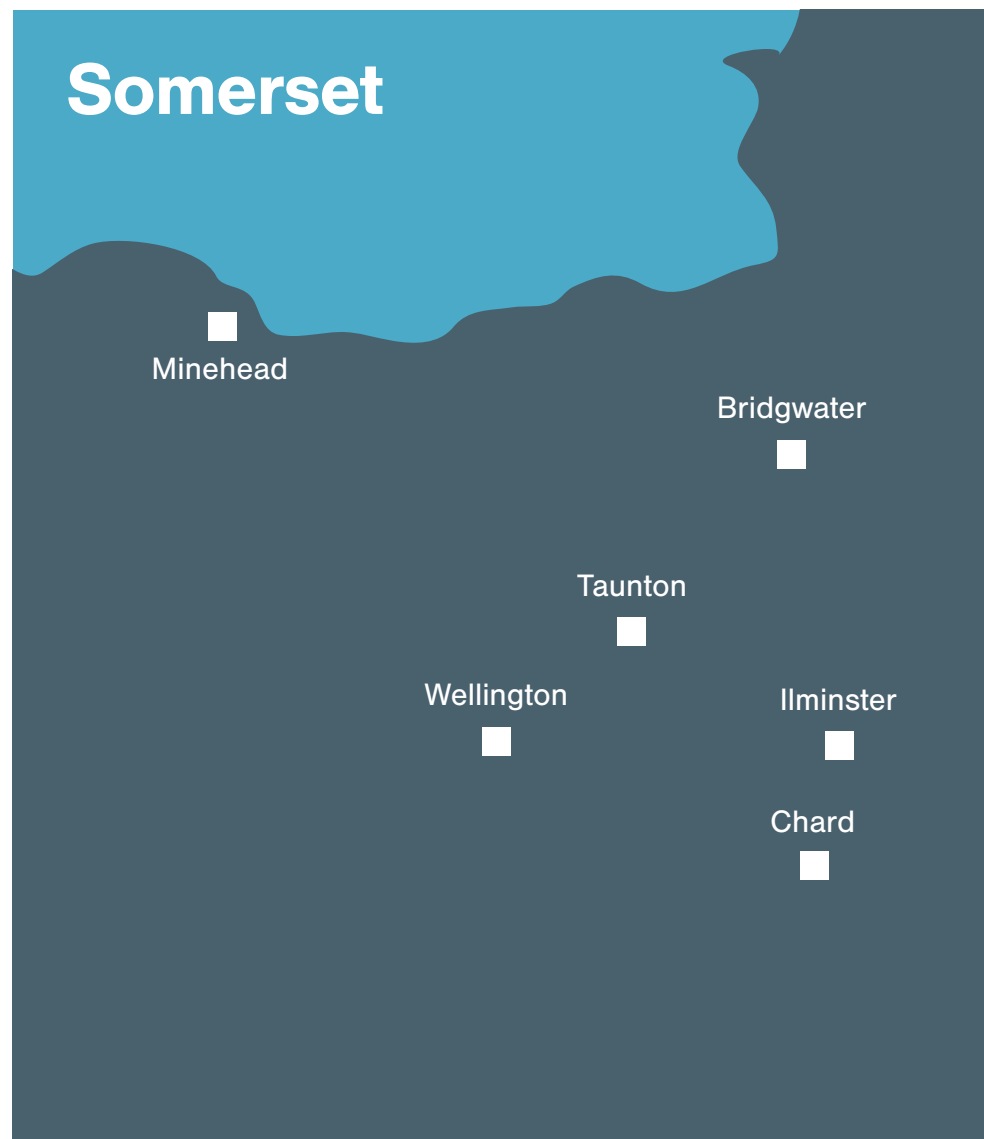 Somerset
Minehead
Bridgwater
Taunton
Wellington
Ilminster
Chard